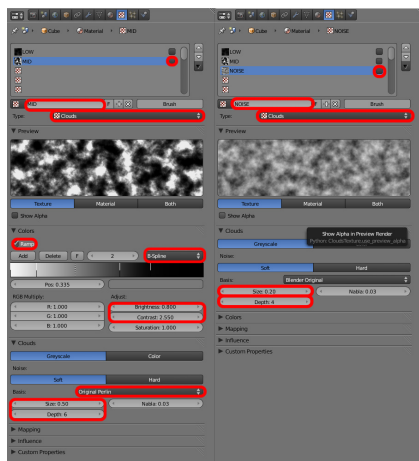 Cube
Material
MID
LOW
MID
MID
F
Brush
Type:
Clouds
Preview
Texture
Material
Both
Show Alpha
Colors
Ramp
Add
Delete
F
2
B-Spline
Pos: 0.335
RGB Multiply:
Adjust:
R: 1.000
Brightness: 0.800
G: 1.000
Contrast: 2.550
B: 1.000
Saturation: 1.000
Clouds
Greyscale
Color
Noise:
Soft
Hard
Basis:
Original Perlin
Size: 0.50
Nabla: 0.03
Depth: 6
Mapping
Influence
Custom Properties
Cube
Material
NOISE
LOW
MID
NOISE
NOISE
Brush
Type:
Clouds
Preview
Texture
Material
Both
Show Alpha
Clouds
Show Alpha in Preview Render
Python: CloudsTexture.use_preview_alpha
Greyscale
Noise:
Soft
Hard
Basis:
Blender Original
Size: 0.20
Nabla: 0.03
Depth: 4
Colors
Mapping
Influence
Custom Properties